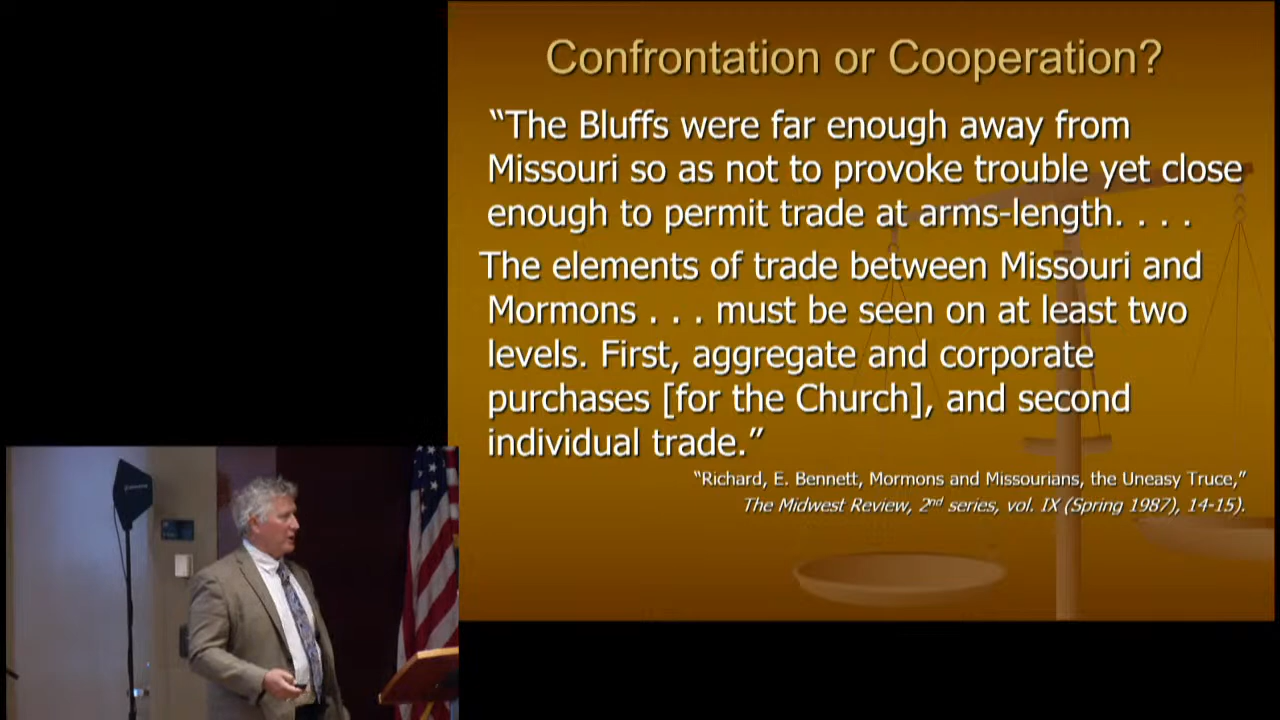 Confrontation or Cooperation?
“The Bluffs were far enough away from
Missouri so as not to provoke trouble yet close
enough to permit trade at arms-length. . . .
The elements of trade between Missouri and
Mormons . . . must be seen on at least two
levels. First, aggregate and corporate
purchases [for the Church], and second
individual trade.”
“Richard, E. Bennett, Mormons and Missourians, the Uneasy Truce,”
The Midwest Review, 2nd series, vol. IX (Spring 1987), 14-15).